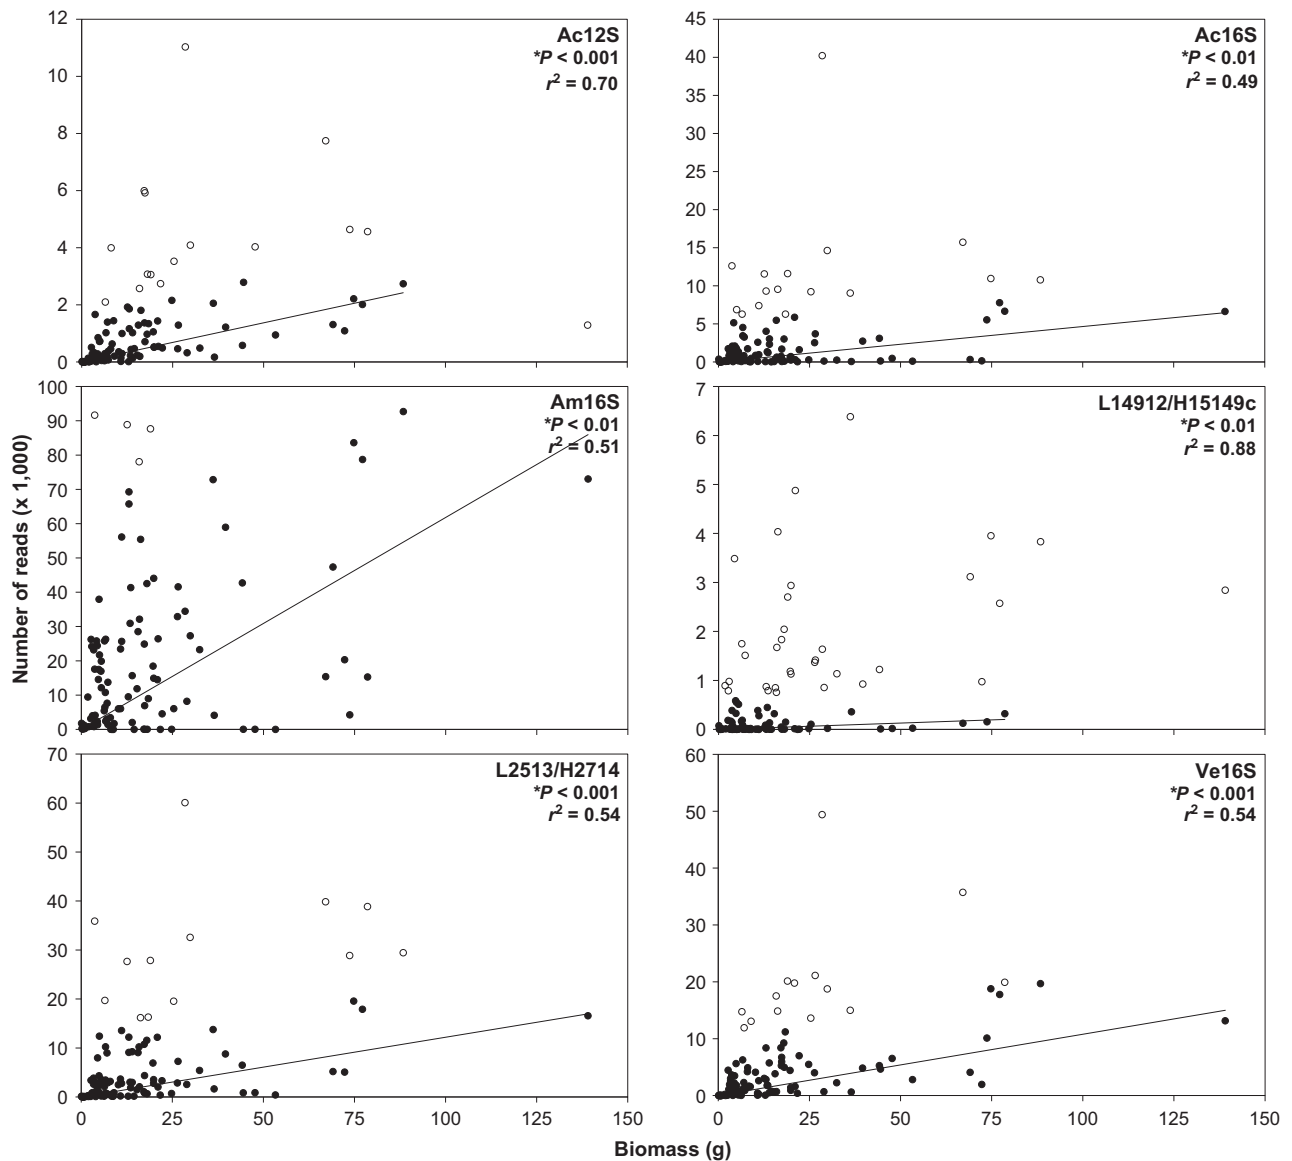 12
10
8
6
4
2
0
Ac12S
*P < 0.001
r² = 0.70
45
40
35
30
25
20
15
10
5
0
Ac16S
*P < 0.01
r² = 0.49
100
90
80
70
60
50
40
30
20
10
0
Am16S
*P < 0.01
r² = 0.51
7
6
5
4
3
2
1
0
L14912/H15149c
*P < 0.01
r² = 0.88
Number of reads (x 1,000)
70
60
50
40
30
20
10
0
L2513/H2714
*P < 0.001
r² = 0.54
60
50
40
30
20
10
0
Ve16S
*P < 0.001
r² = 0.54
0 25 50 75 100 125 150
0 25 50 75 100 125 150
Biomass (g)